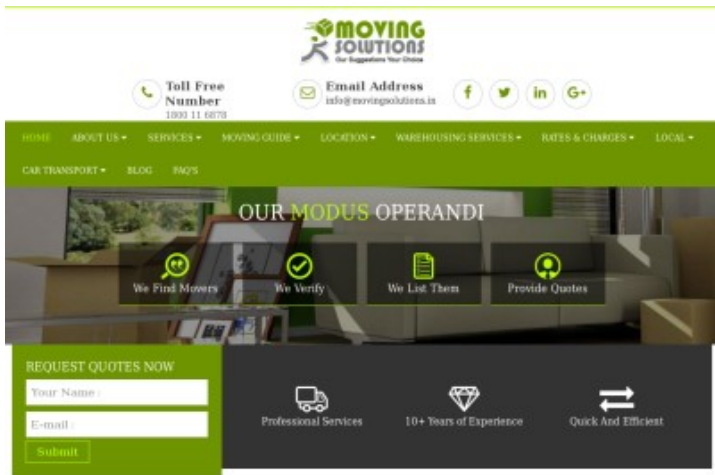 MOVING
SOLUTIONS
Our Suggestions Your Choice
Toll Free
Number
1800 11 6878
Email Address
info@movingsolutions.in
f
in
G+
HOME ABOUT US SERVICES MOVING GUIDE LOCATION WAREHOUSING SERVICES RATES & CHARGES LOCAL
CAR TRANSPORT BLOG FAQ'S
OUR MODUS OPERANDI
We Find Movers
We Verify
We List Them
Provide Quotes
REQUEST QUOTES NOW
Your Name :
E-mail :
Submit
Professional Services
10+ Years of Experience
Quick And Efficient